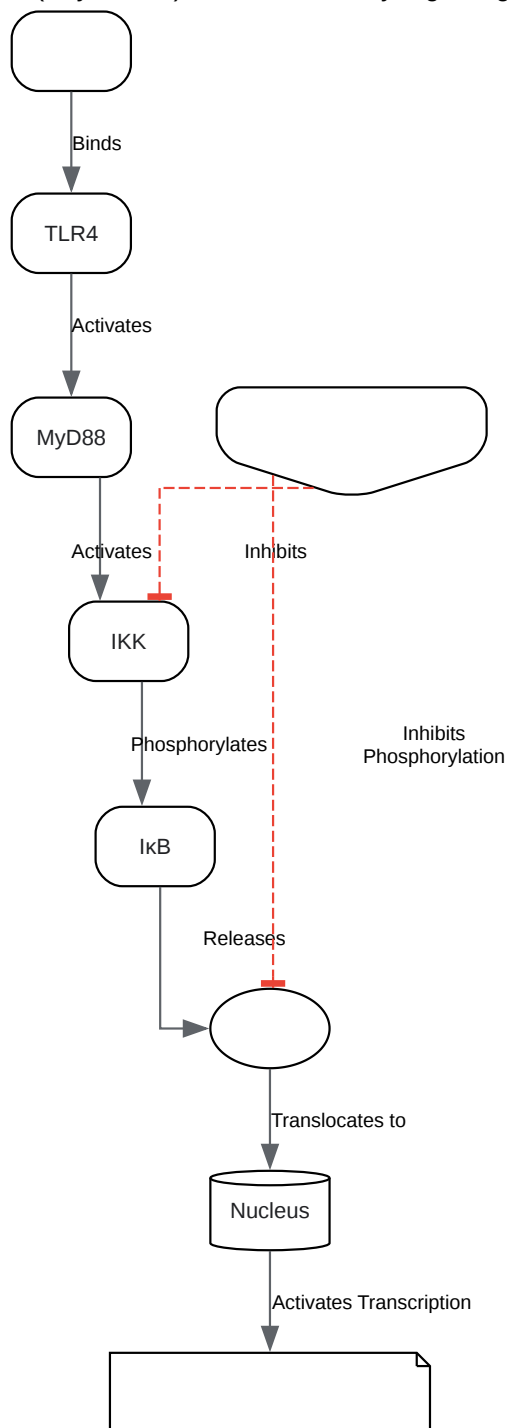 Binds
TLR4
Activates
MyD88
Activates
Inhibits
IKK
Inhibits
Phosphorylation
Phosphorylates
IκB
Releases
Translocates to
Nucleus
Activates Transcription